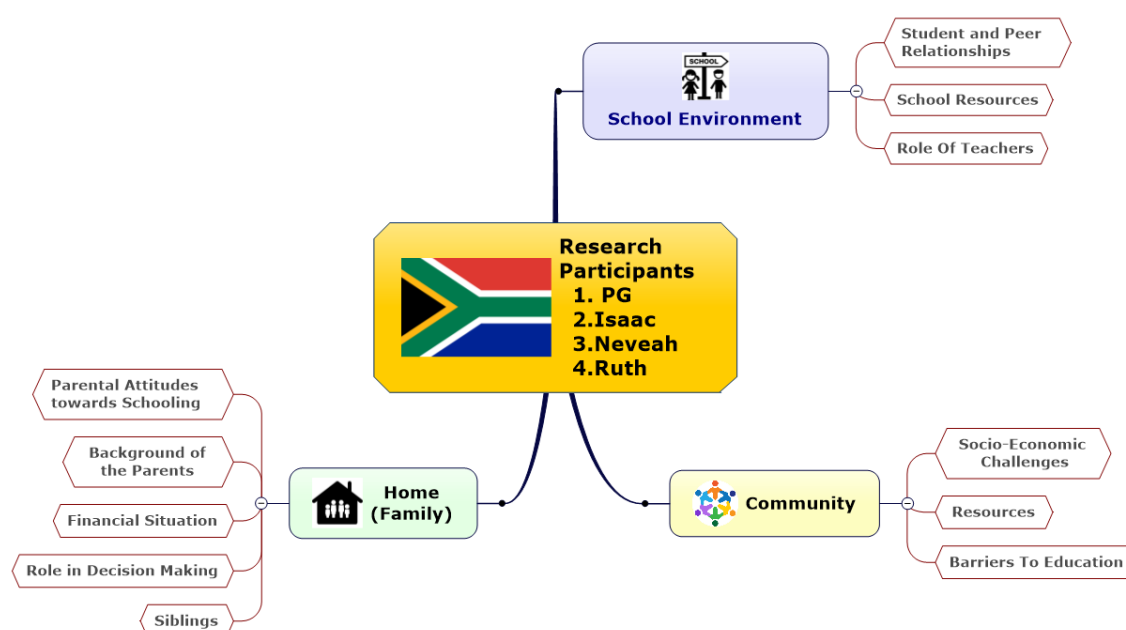 SCHOOL
School Environment
Student and Peer
Relationships
School Resources
Role Of Teachers
Research
Participants
1. PG
2.Isaac
3.Neveah
4.Ruth
Parental Attitudes
towards Schooling
Background of
the Parents
Financial Situation
Role in Decision Making
Siblings
Home
(Family)
Community
Socio-Economic
Challenges
Resources
Barriers To Education